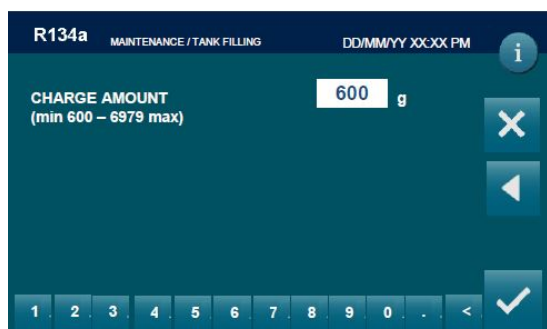 R134a MAINTENANCE / TANK FILLING DD/MM/YY XX:XX PM i
CHARGE AMOUNT 600 g
(min 600 – 6979 max)
1 2 3 4 5 6 7 8 9 0 . <